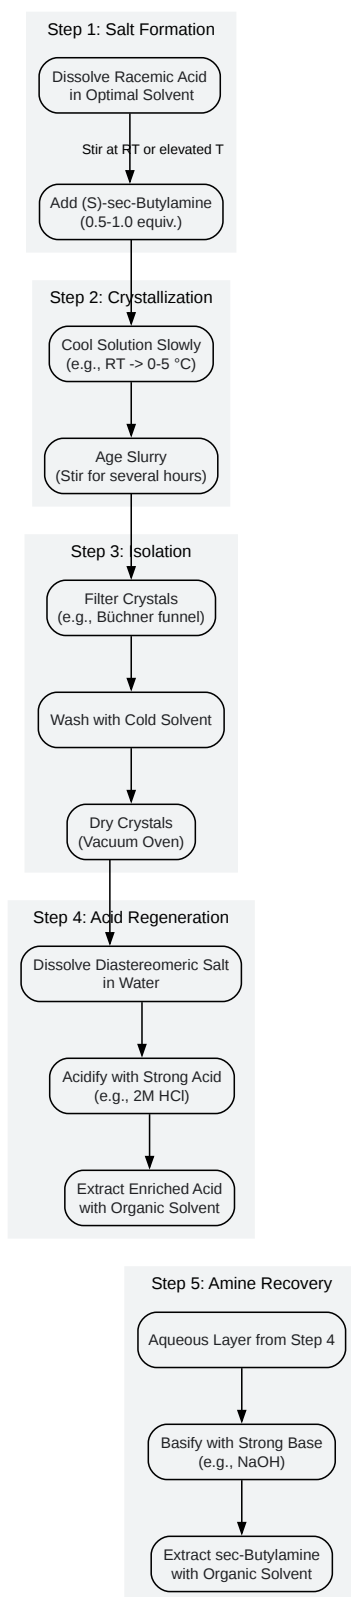 Step 1: Salt Formation
Dissolve Racemic Acid
in Optimal Solvent
Stir at RT or elevated T
Add (S)-sec-Butylamine
(0.5-1.0 equiv.)
Step 2: Crystallization
Cool Solution Slowly
(e.g., RT -> 0-5 °C)
Age Slurry
(Stir for several hours)
Step 3: Isolation
Filter Crystals
(e.g., Büchner funnel)
Wash with Cold Solvent
Dry Crystals
(Vacuum Oven)
Step 4: Acid Regeneration
Dissolve Diastereomeric Salt
in Water
Acidify with Strong Acid
(e.g., 2M HCl)
Extract Enriched Acid
with Organic Solvent
Step 5: Amine Recovery
Aqueous Layer from Step 4
Basify with Strong Base
(e.g., NaOH)
Extract sec-Butylamine
with Organic Solvent